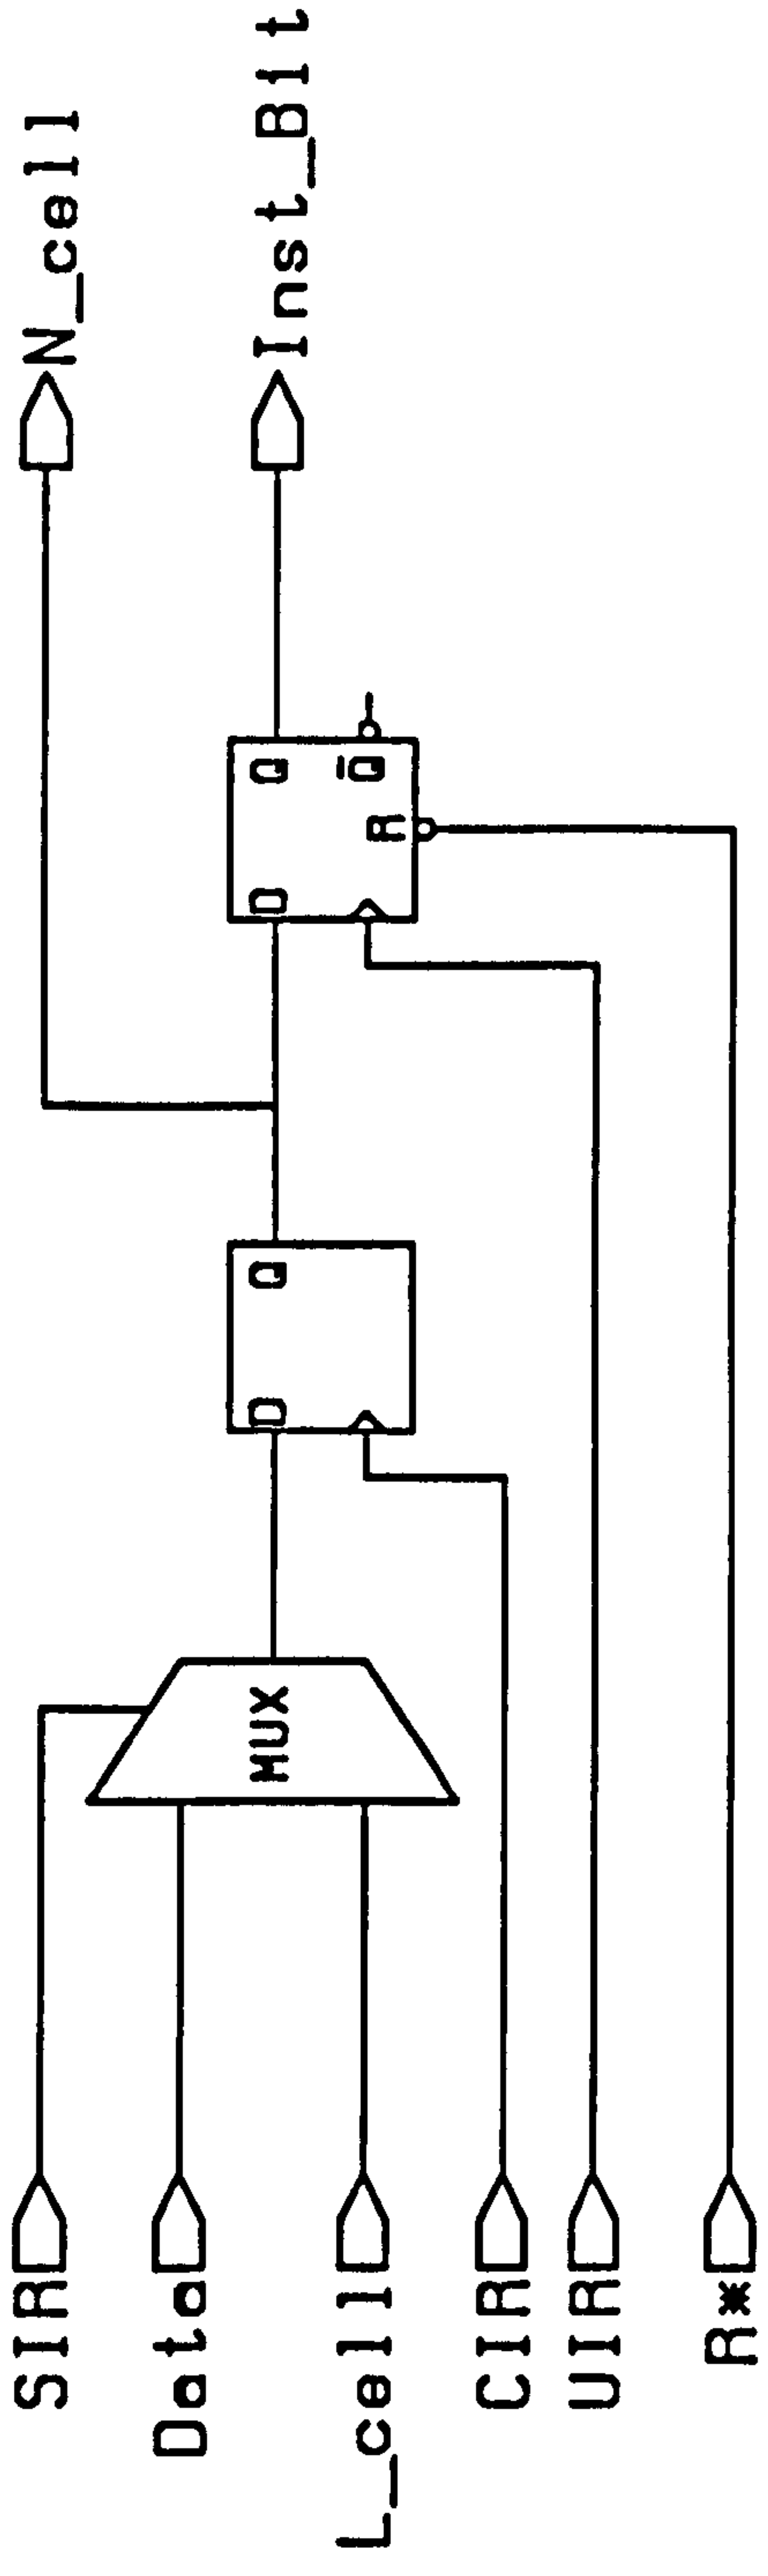 SIR
Data
L_cell
CIR
UIR
R*
MUX
D
Q
D
Q
Q̅
R
N_cell
Inst_Bit